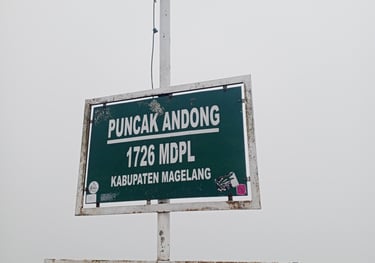 PUNCAK ANDONG
1726 MDPL
KABUPATEN MAGELANG